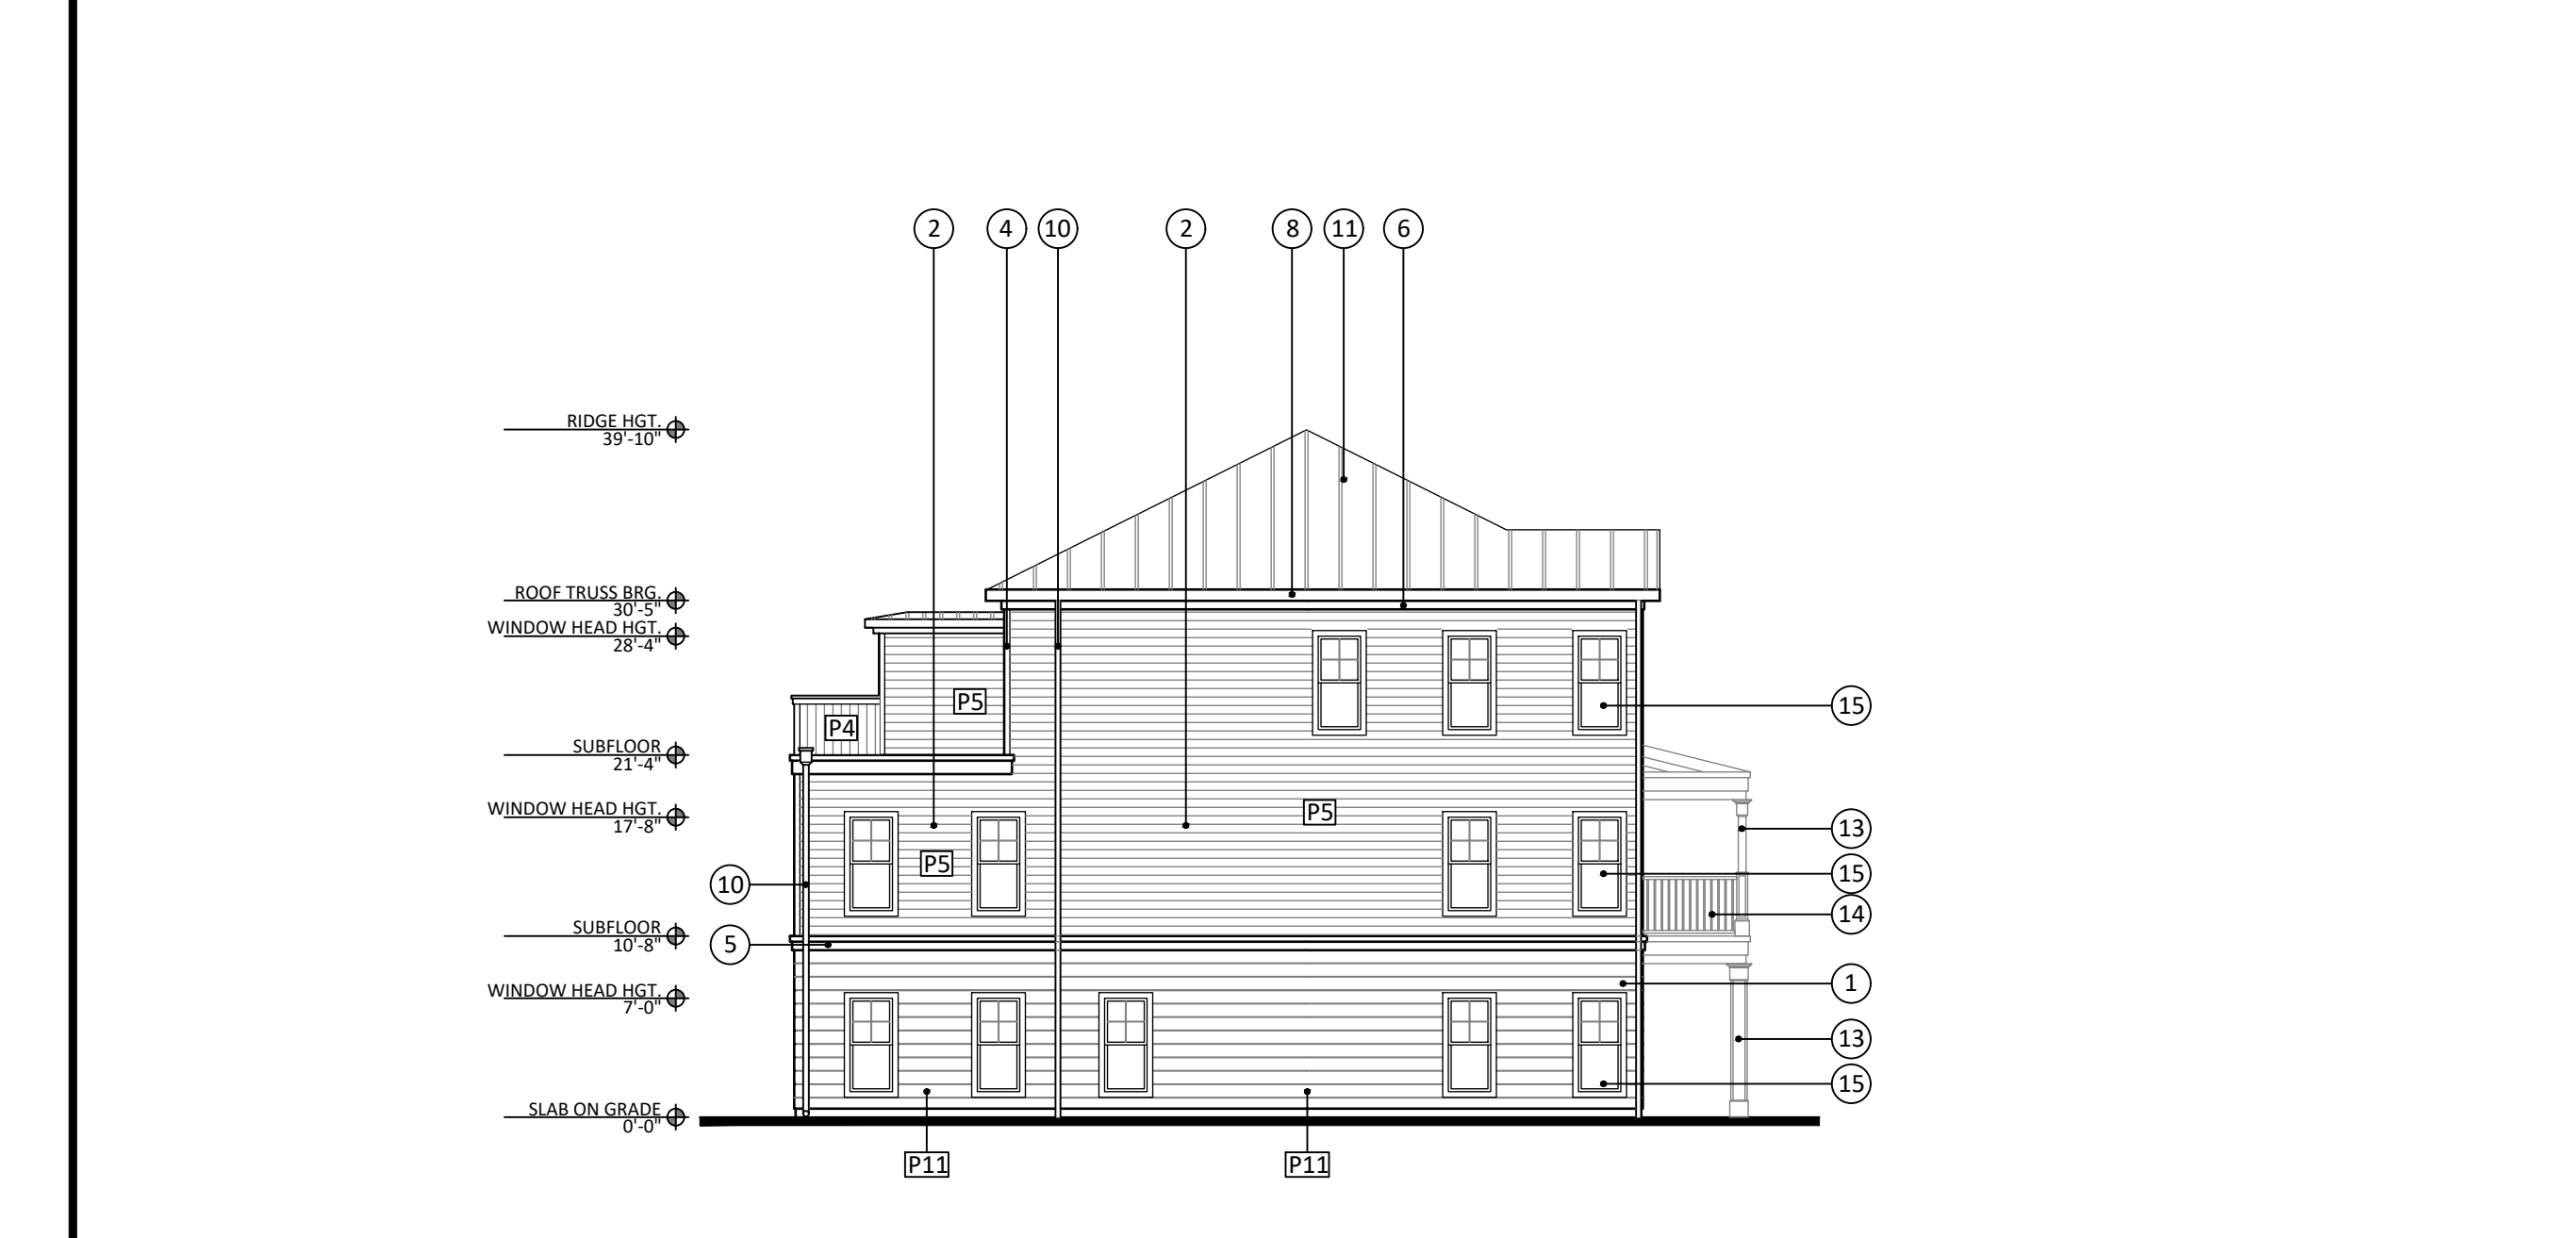 2 4 10 2 8 11 6
RIDGE HGT.
39'-10"
ROOF TRUSS BRG.
30'-5"
WINDOW HEAD HGT.
28'-4"
P5
15
P4
SUBFLOOR
21'-4"
WINDOW HEAD HGT.
17'-8"
P5
13
P5
15
10
14
SUBFLOOR
10'-8"
5
WINDOW HEAD HGT.
7'-0"
1
13
15
SLAB ON GRADE
0'-0"
P11 P11